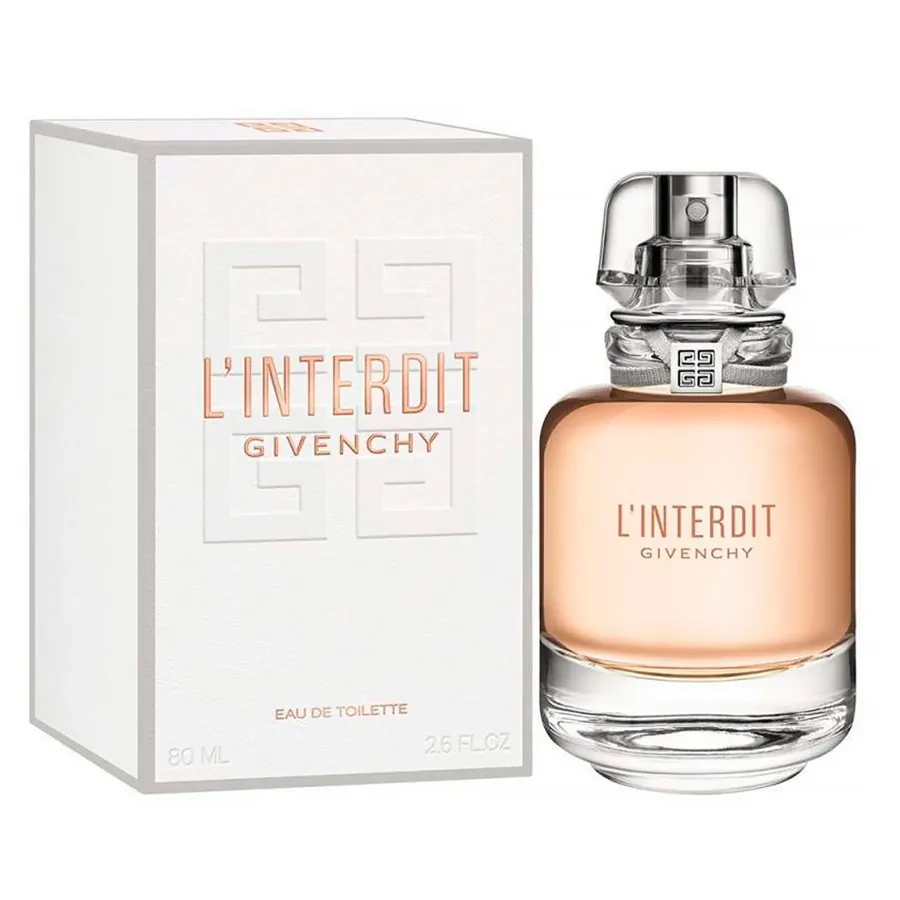 L'INTERDIT
GIVENCHY
EAU DE TOILETTE
80 ML
2.6 FL.OZ
L'INTERDIT
GIVENCHY